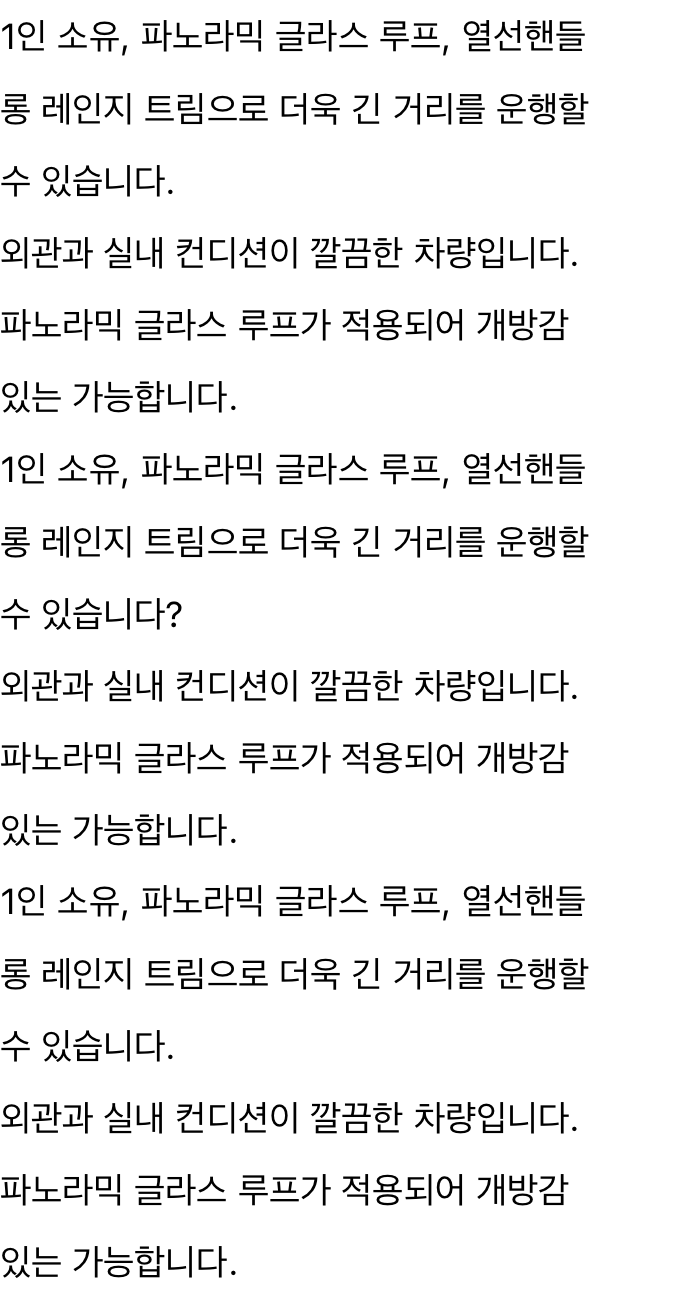 1인 소유, 파노라믹 글라스 루프, 열선핸들
롱 레인지 트림으로 더욱 긴 거리를 운행할
수 있습니다.
외관과 실내 컨디션이 깔끔한 차량입니다.
파노라믹 글라스 루프가 적용되어 개방감
있는 가능합니다.
1인 소유, 파노라믹 글라스 루프, 열선핸들
롱 레인지 트림으로 더욱 긴 거리를 운행할
수 있습니다?
외관과 실내 컨디션이 깔끔한 차량입니다.
파노라믹 글라스 루프가 적용되어 개방감
있는 가능합니다.
1인 소유, 파노라믹 글라스 루프, 열선핸들
롱 레인지 트림으로 더욱 긴 거리를 운행할
수 있습니다.
외관과 실내 컨디션이 깔끔한 차량입니다.
파노라믹 글라스 루프가 적용되어 개방감
있는 가능합니다.